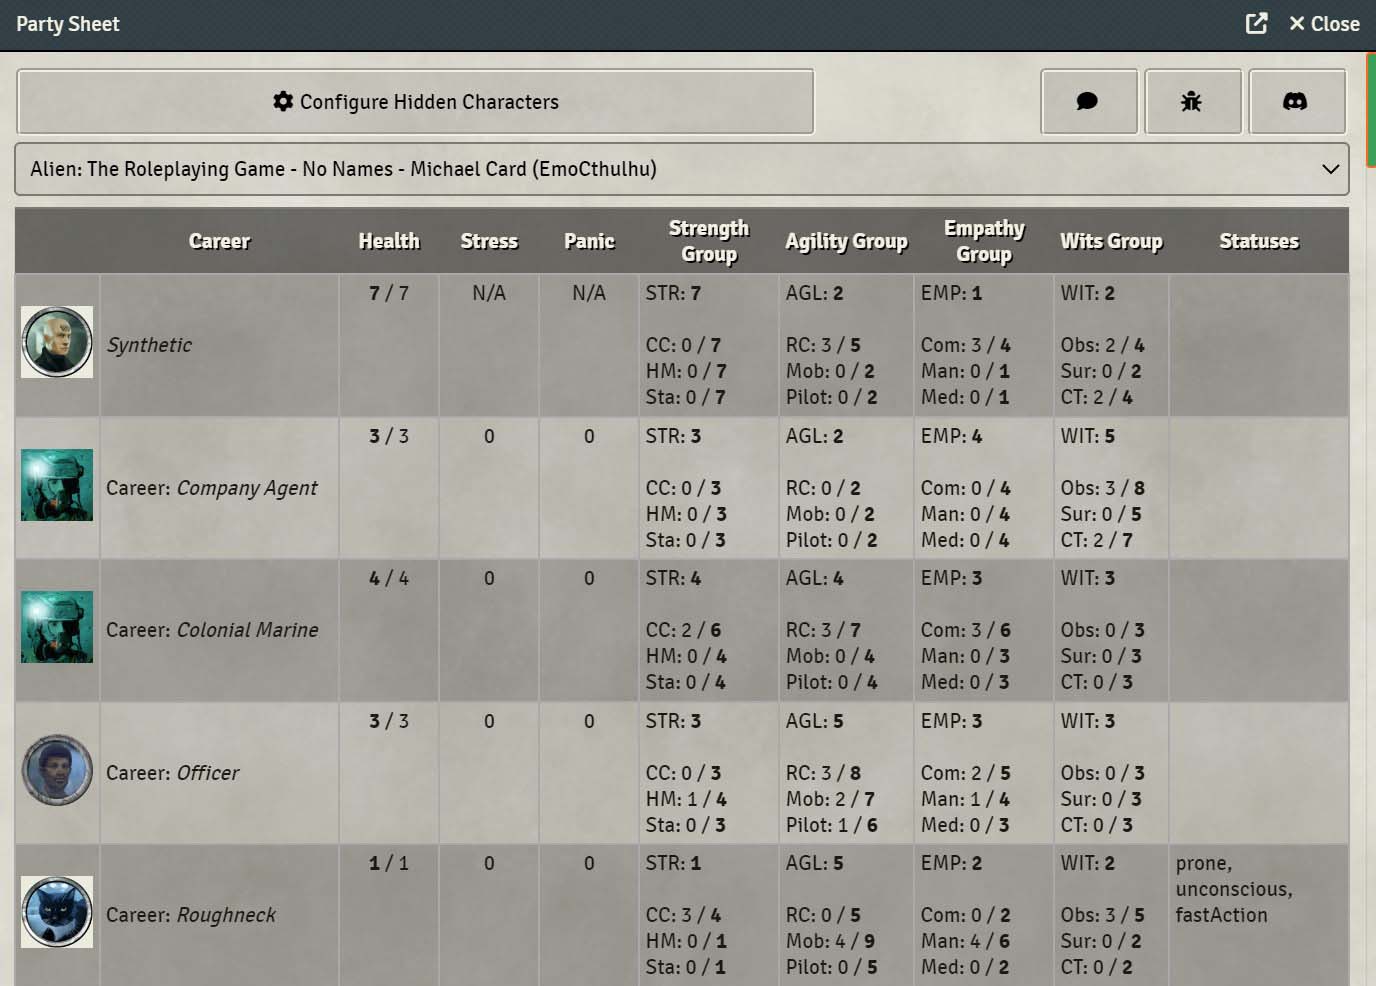 Party Sheet
Close
Configure Hidden Characters
Alien: The Roleplaying Game - No Names - Michael Card (EmoCthulhu)
Career Health Stress Panic Strength Group Agility Group Empathy Group Wits Group Statuses
7 / 7 N/A N/A STR: 7 AGL: 2 EMP: 1 WIT: 2
Synthetic CC: 0 / 7 RC: 3 / 5 Com: 3 / 4 Obs: 2 / 4
HM: 0 / 7 Mob: 0 / 2 Man: 0 / 1 Sur: 0 / 2
Sta: 0 / 7 Pilot: 0 / 2 Med: 0 / 1 CT: 2 / 4
3 / 3 0 0 STR: 3 AGL: 2 EMP: 4 WIT: 5
Career: Company Agent CC: 0 / 3 RC: 0 / 2 Com: 0 / 4 Obs: 3 / 8
HM: 0 / 3 Mob: 0 / 2 Man: 0 / 4 Sur: 0 / 5
Sta: 0 / 3 Pilot: 0 / 2 Med: 0 / 4 CT: 2 / 7
4 / 4 0 0 STR: 4 AGL: 4 EMP: 3 WIT: 3
Career: Colonial Marine CC: 2 / 6 RC: 3 / 7 Com: 3 / 6 Obs: 0 / 3
HM: 0 / 4 Mob: 0 / 4 Man: 0 / 3 Sur: 0 / 3
Sta: 0 / 4 Pilot: 0 / 4 Med: 0 / 3 CT: 0 / 3
3 / 3 0 0 STR: 3 AGL: 5 EMP: 3 WIT: 3
Career: Officer CC: 0 / 3 RC: 3 / 8 Com: 2 / 5 Obs: 0 / 3
HM: 1 / 4 Mob: 2 / 7 Man: 1 / 4 Sur: 0 / 3
Sta: 0 / 3 Pilot: 1 / 6 Med: 0 / 3 CT: 0 / 3
1 / 1 0 0 STR: 1 AGL: 5 EMP: 2 WIT: 2 prone,
unconscious,
Career: Roughneck CC: 3 / 4 RC: 0 / 5 Com: 0 / 2 Obs: 3 / 5 fastAction
HM: 0 / 1 Mob: 4 / 9 Man: 4 / 6 Sur: 0 / 2
Sta: 0 / 1 Pilot: 0 / 5 Med: 0 / 2 CT: 0 / 2